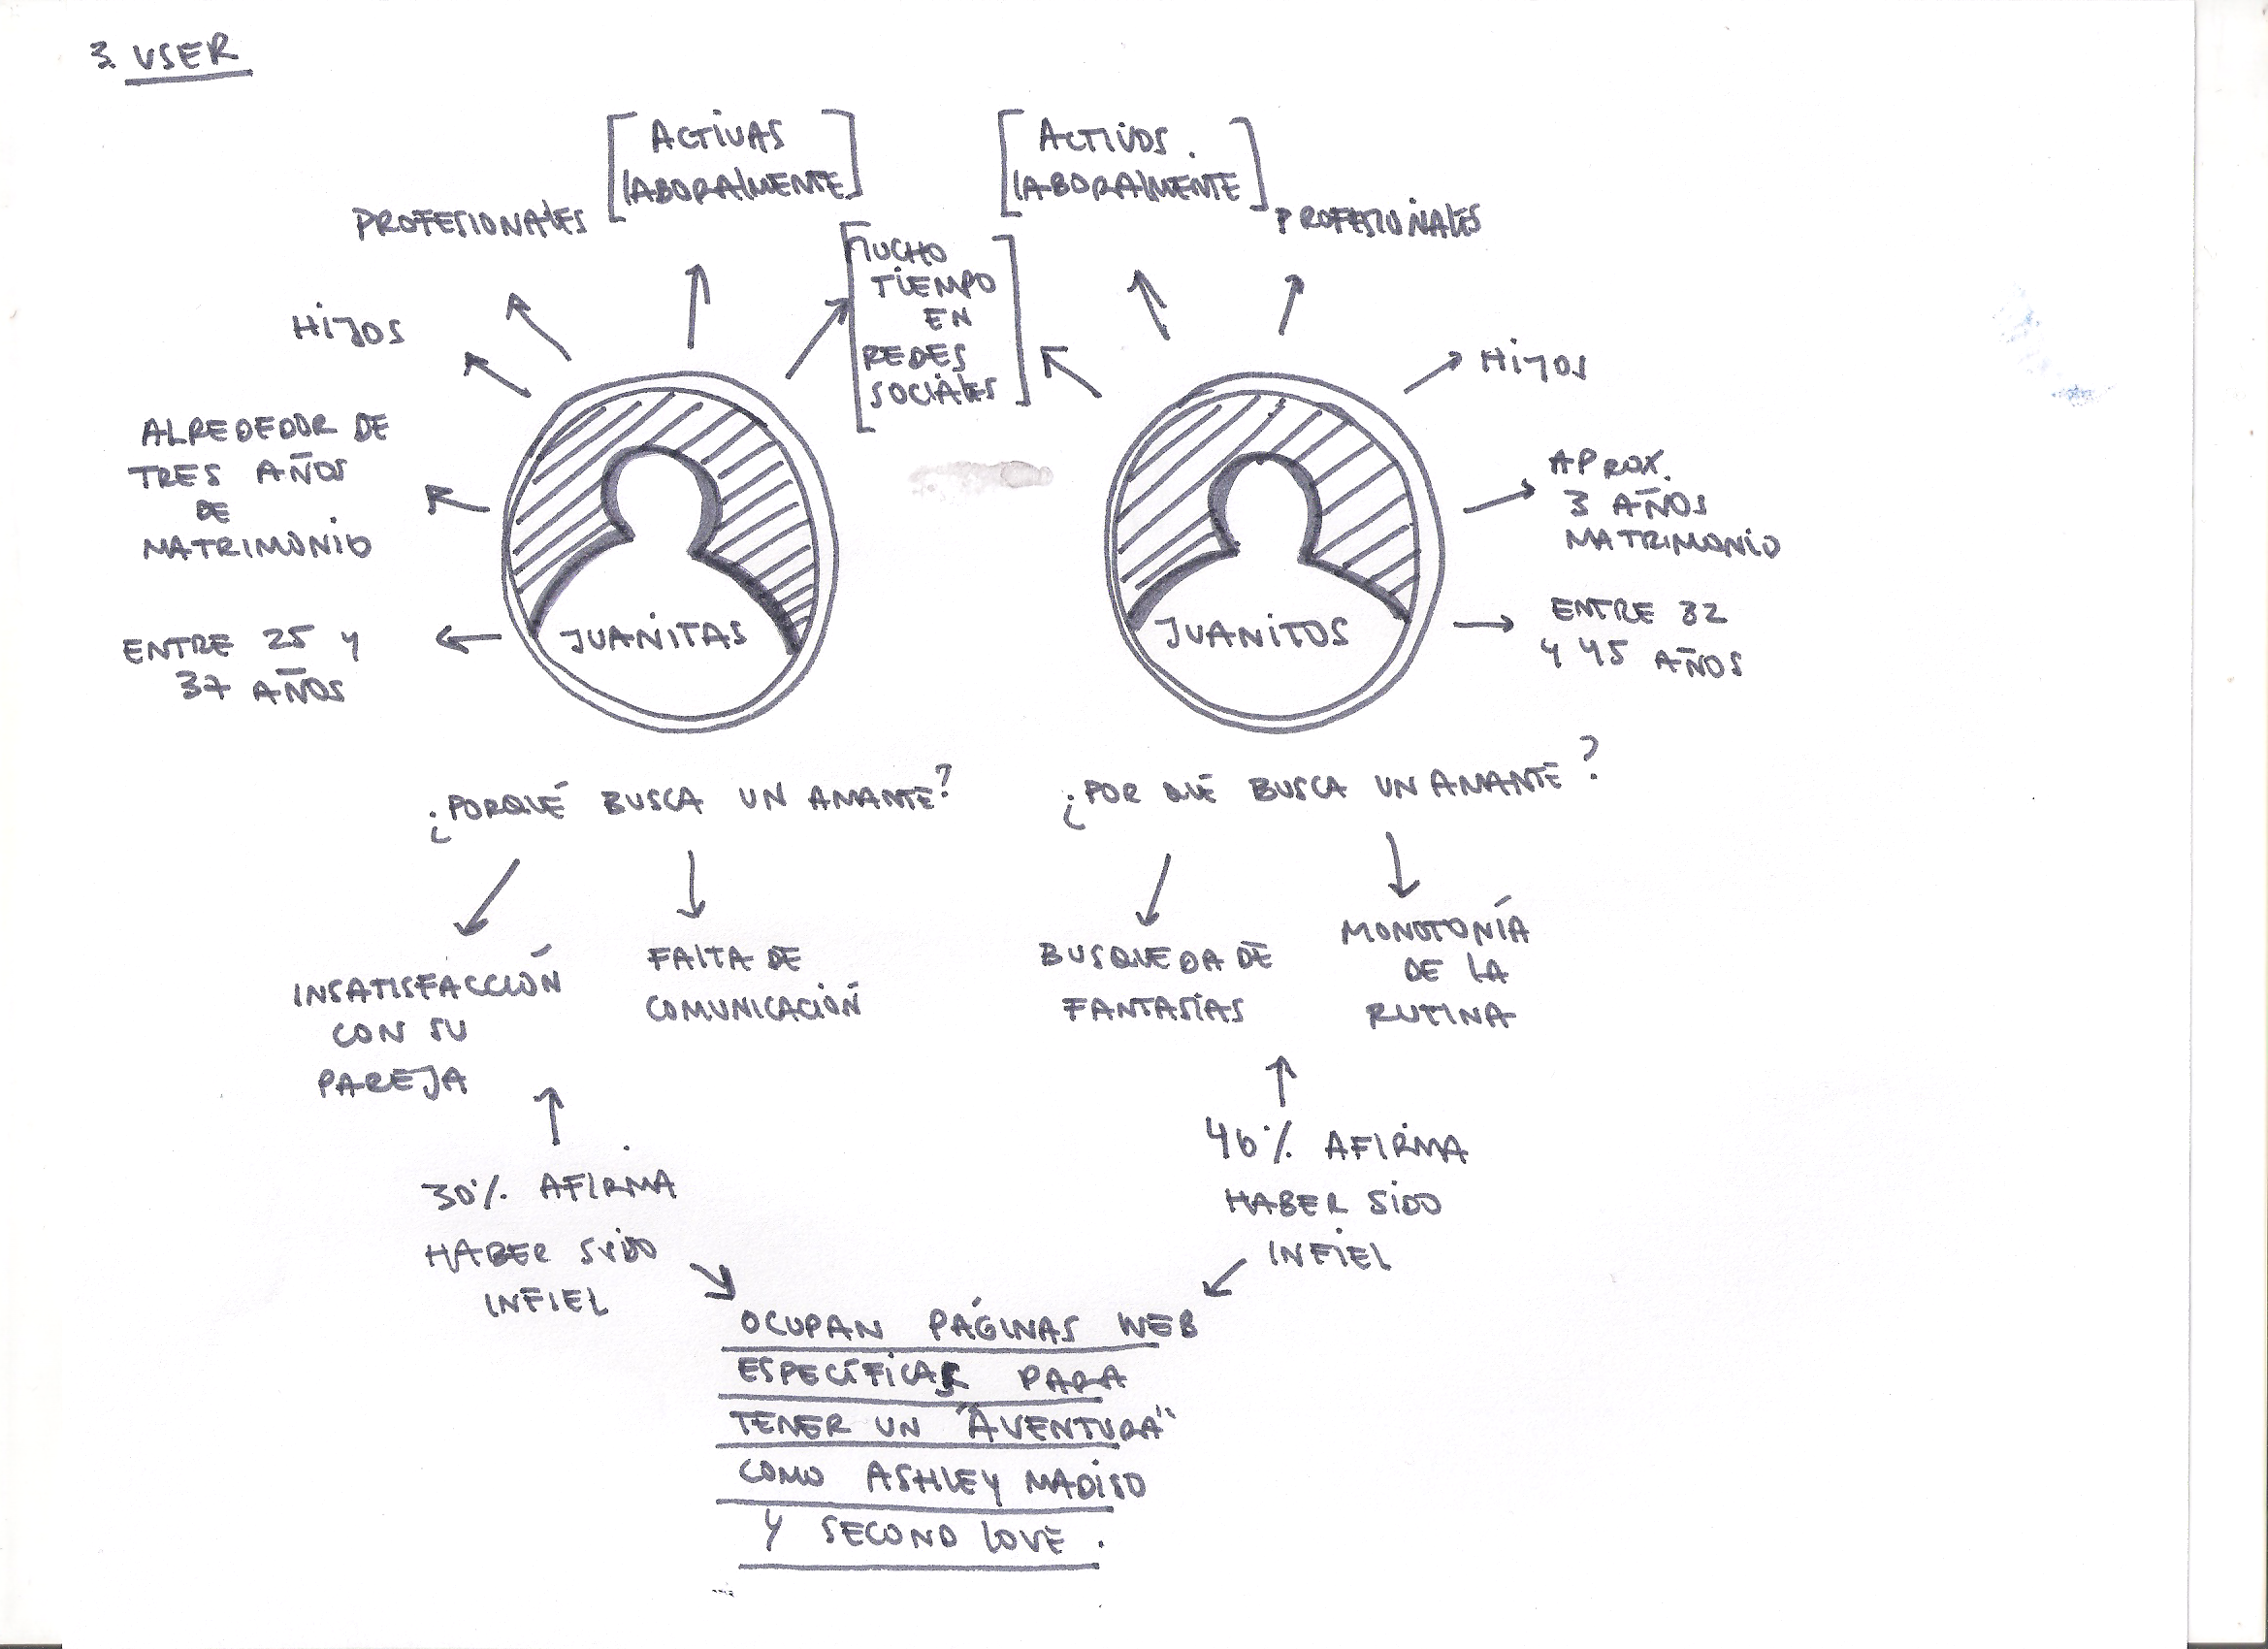 3. USER
ACTIVAS
LABORALMENTE
PROFESIONALES
HIJOS
ALREDEDOR DE
TRES AÑOS
DE
MATRIMONIO
ENTRE 25 Y
37 AÑOS
JUANITAS
MUCHO
TIEMPO
EN
REDES
SOCIALES
ACTIVOS
LABORALMENTE
PROFESIONALES
HIJOS
APROX.
3 AÑOS
MATRIMONIO
ENTRE 32
Y 45 AÑOS
JUANITOS
¿PORQUÉ BUSCA UN AMANTE?
INSATISFACCIÓN
CON SU
PAREJA
FALTA DE
COMUNICACIÓN
30% AFIRMA
HABER SIDO
INFIEL
¿POR QUÉ BUSCA UN AMANTE?
BUSQUEDA DE
FANTASÍAS
MONOTONÍA
DE LA
RUTINA
AFIRMA
HABER SIDO
INFIEL
OCUPAN PÁGINAS WEB
ESPECÍFICAS PARA
TENER UN "AVENTURA"
COMO ASHLEY MADISO
Y SECOND LOVE.